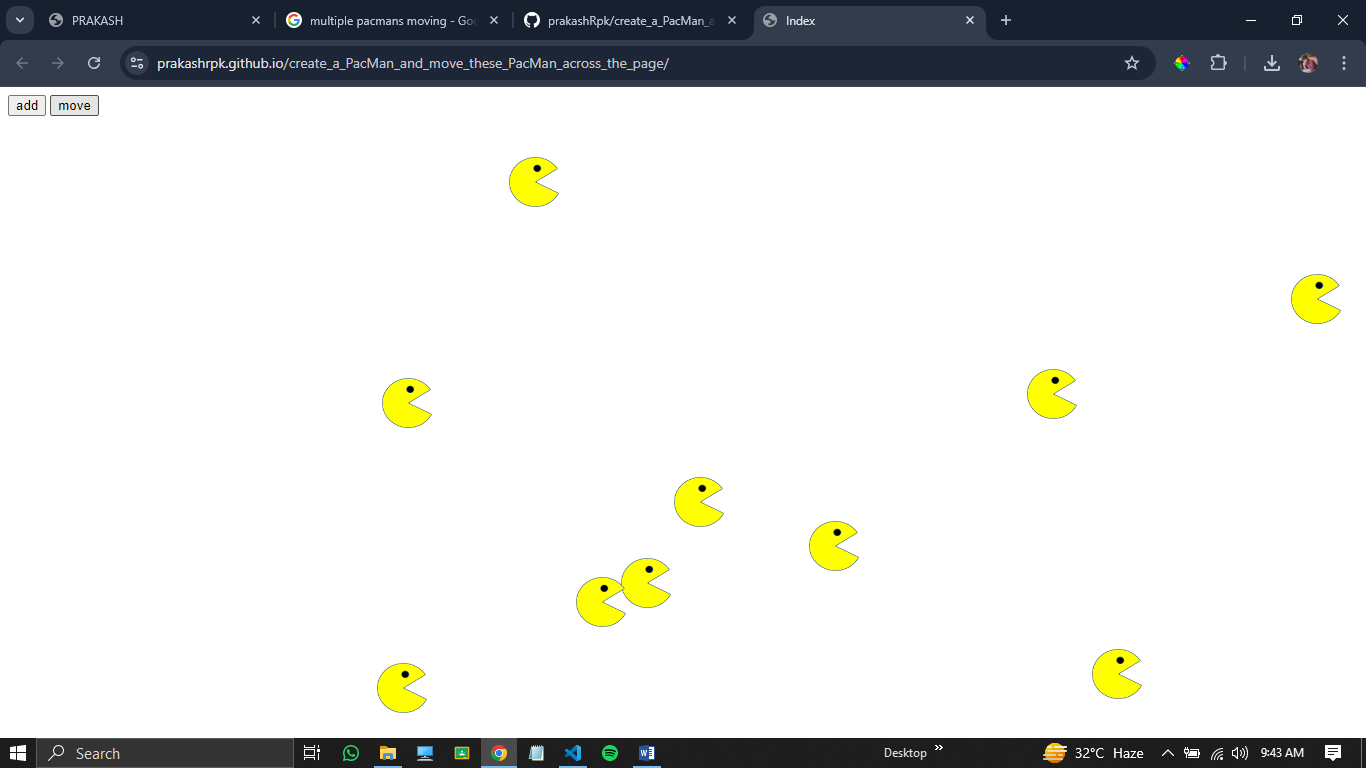 PRAKASH
multiple pacmans moving - Goo
prakashRpk/create_a_PacMan_a
Index
prakashrpk.github.io/create_a_PacMan_and_move_these_PacMan_across_the_page/
add move
Search
Desktop
32°C Haze
9:43 AM